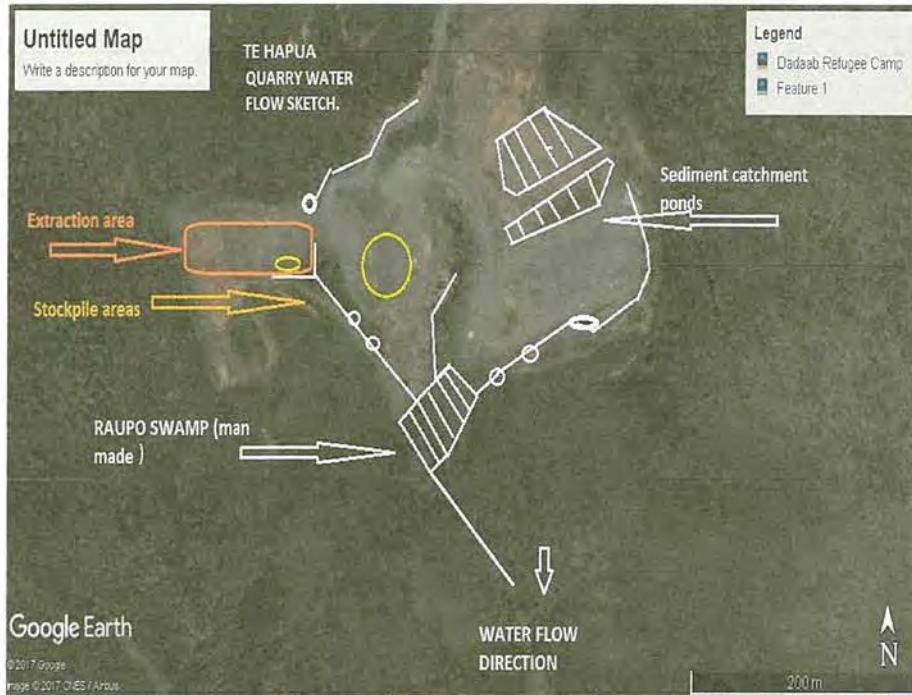 Untitled Map
Write a description for your map.
TE HAPUA
QUARRY WATER
FLOW SKETCH.
Legend
Dadaab Refugee Camp
Feature 1
Sediment catchment
ponds
Extraction area
Stockpile areas
RAUPO SWAMP (man
made )
WATER FLOW
DIRECTION
Google Earth
©2017 Google
Image © 2017 CNES / Airbus
N
200 m